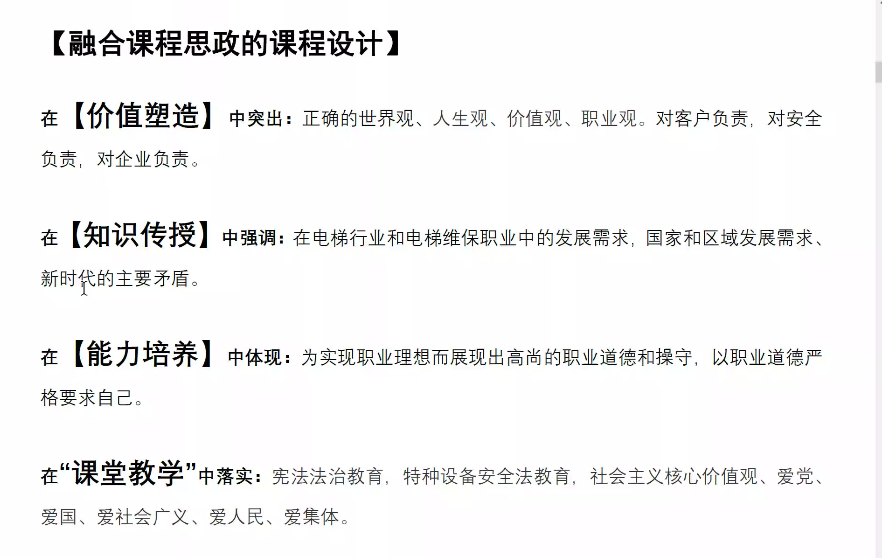 【融合课程思政的课程设计】
在【价值塑造】中突出：正确的世界观、人生观、价值观、职业观。对客户负责，对安全
负责，对企业负责。
在【知识传授】中强调：在电梯行业和电梯维保职业中的发展需求，国家和区域发展需求、
新时代的主要矛盾。
在【能力培养】中体现：为实现职业理想而展现出高尚的职业道德和操守，以职业道德严
格要求自己。
在“课堂教学”中落实：宪法法治教育，特种设备安全法教育，社会主义核心价值观、爱党、
爱国、爱社会广义、爱人民、爱集体。